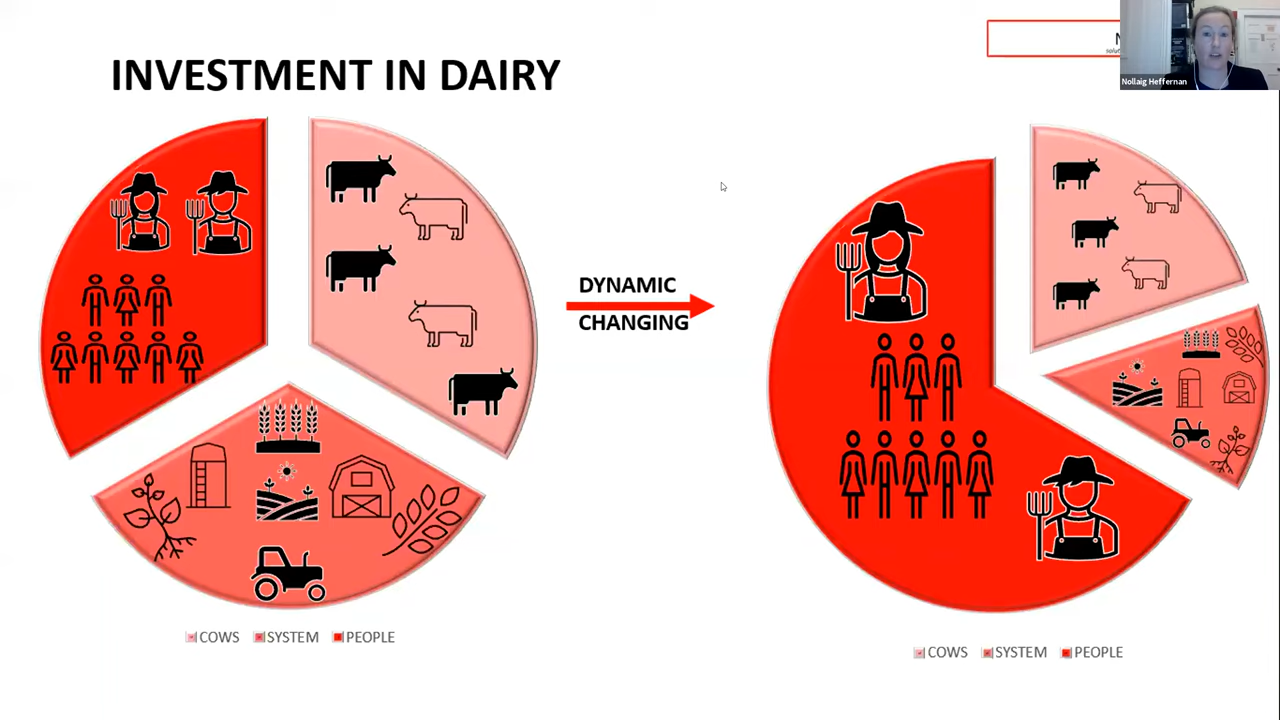 INVESTMENT IN DAIRY
Nollaig Heffernan
DYNAMIC
CHANGING
COWS SYSTEM PEOPLE
COWS SYSTEM PEOPLE